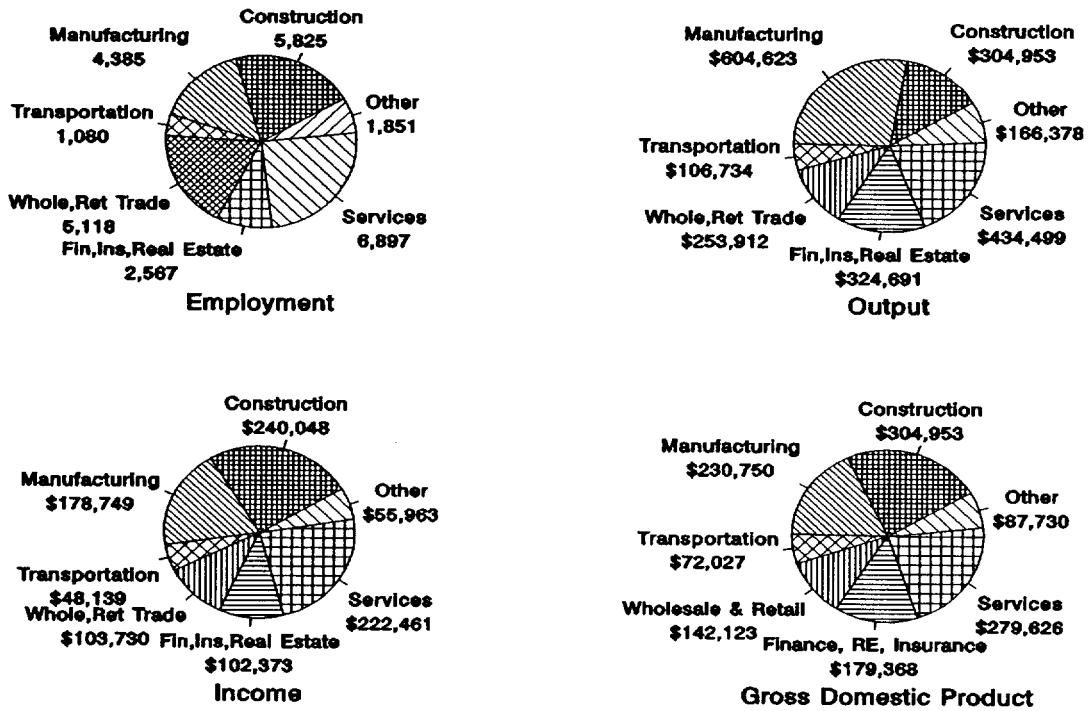 Construction
5,825
Manufacturing
4,385
Other
1,851
Transportation
1,080
Whole,Ret Trade
5,118
Services
6,897
Fin,Ins,Real Estate
2,567
Employment
Manufacturing
$604,623
Construction
$304,953
Other
$166,378
Transportation
$106,734
Whole,Ret Trade
$253,912
Services
$434,499
Fin,Ins,Real Estate
$324,691
Output
Construction
$240,048
Manufacturing
$178,749
Other
$55,963
Transportation
$48,139
Whole,Ret Trade
$103,730
Services
$222,461
Fin,Ins,Real Estate
$102,373
Income
Construction
$304,953
Manufacturing
$230,750
Other
$87,730
Transportation
$72,027
Wholesale & Retail
$142,123
Services
$279,626
Finance, RE, Insurance
$179,368
Gross Domestic Product